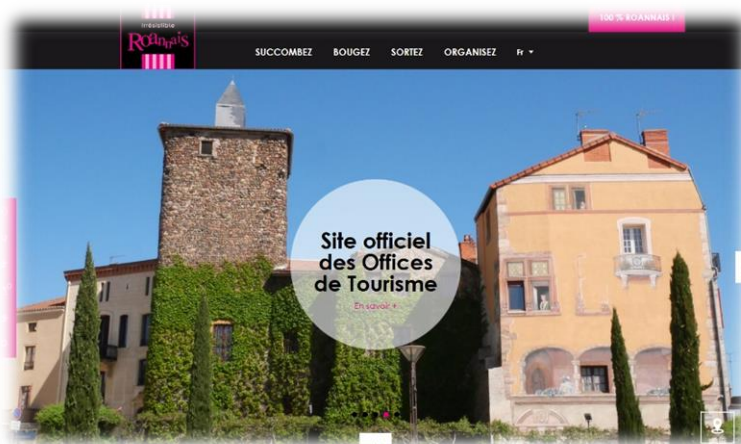 Irrésistible
Roannais
100 % ROANNAIS !
SUCCOMBEZ
BOUGEZ
SORTEZ
ORGANISEZ
Fr
Site officiel
des Offices
de Tourisme
En savoir +